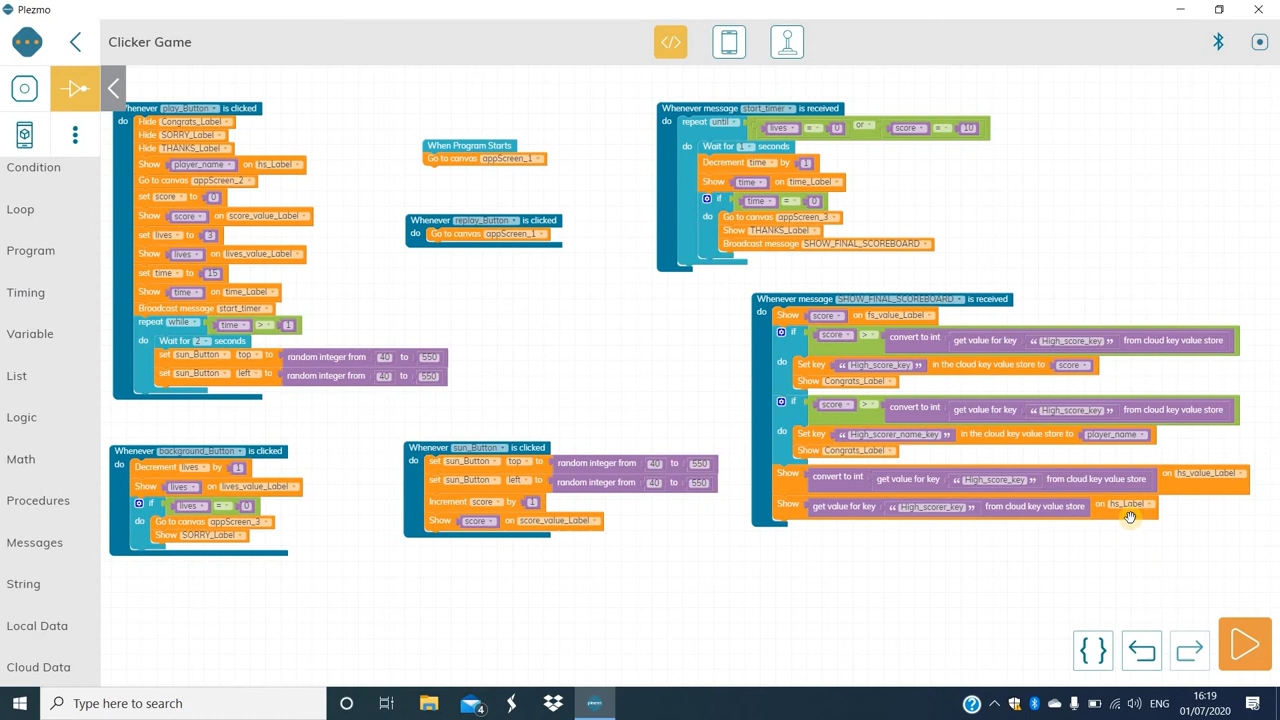 Plezmo
Clicker Game
Condition
Loop
Program
Timing
Variable
List
Logic
Math
Procedures
Messages
String
Local Data
Cloud Data
Whenever play_Button is clicked
do Hide Congrats_Label
Hide SORRY_Label
Hide THANKS_Label
Show player_name on hs_Label
Go to canvas appScreen_2
set score to 0
Show score on score_value_Label
set lives to 3
Show lives on lives_value_Label
set time to 15
Show time on time_Label
Broadcast message start_timer
repeat while time > 1
do Wait for 2 seconds
set sun_Button top to random integer from 40 to 550
set sun_Button left to random integer from 40 to 550
Whenever background_Button is clicked
do Decrement lives by 1
Show lives on lives_value_Label
if lives = 0
do Go to canvas appScreen_3
Show SORRY_Label
When Program Starts
Go to canvas appScreen_1
Whenever replay_Button is clicked
do Go to canvas appScreen_1
Whenever sun_Button is clicked
do set sun_Button top to random integer from 40 to 550
set sun_Button left to random integer from 40 to 550
Increment score by 1
Show score on score_value_Label
Whenever message start_timer is received
do repeat until lives = 0 or score = 10
do Wait for 1 seconds
Decrement time by 1
Show time on time_Label
if time = 0
do Go to canvas appScreen_3
Show THANKS_Label
Broadcast message SHOW_FINAL_SCOREBOARD
Whenever message SHOW_FINAL_SCOREBOARD is received
do Show score on fs_value_Label
if score > convert to int get value for key “ High_score_key ” from cloud key value store
do Set key “ High_score_key ” in the cloud key value store to score
Show Congrats_Label
if score > convert to int get value for key “ High_score_key ” from cloud key value store
do Set key “ High_scorer_name_key ” in the cloud key value store to player_name
Show Congrats_Label
Show convert to int get value for key “ High_score_key ” from cloud key value store on hs_value_Label
Show get value for key “ High_scorer_key ” from cloud key value store on hs_Label
{ }
Type here to search
4
ENG
16:19
01/07/2020